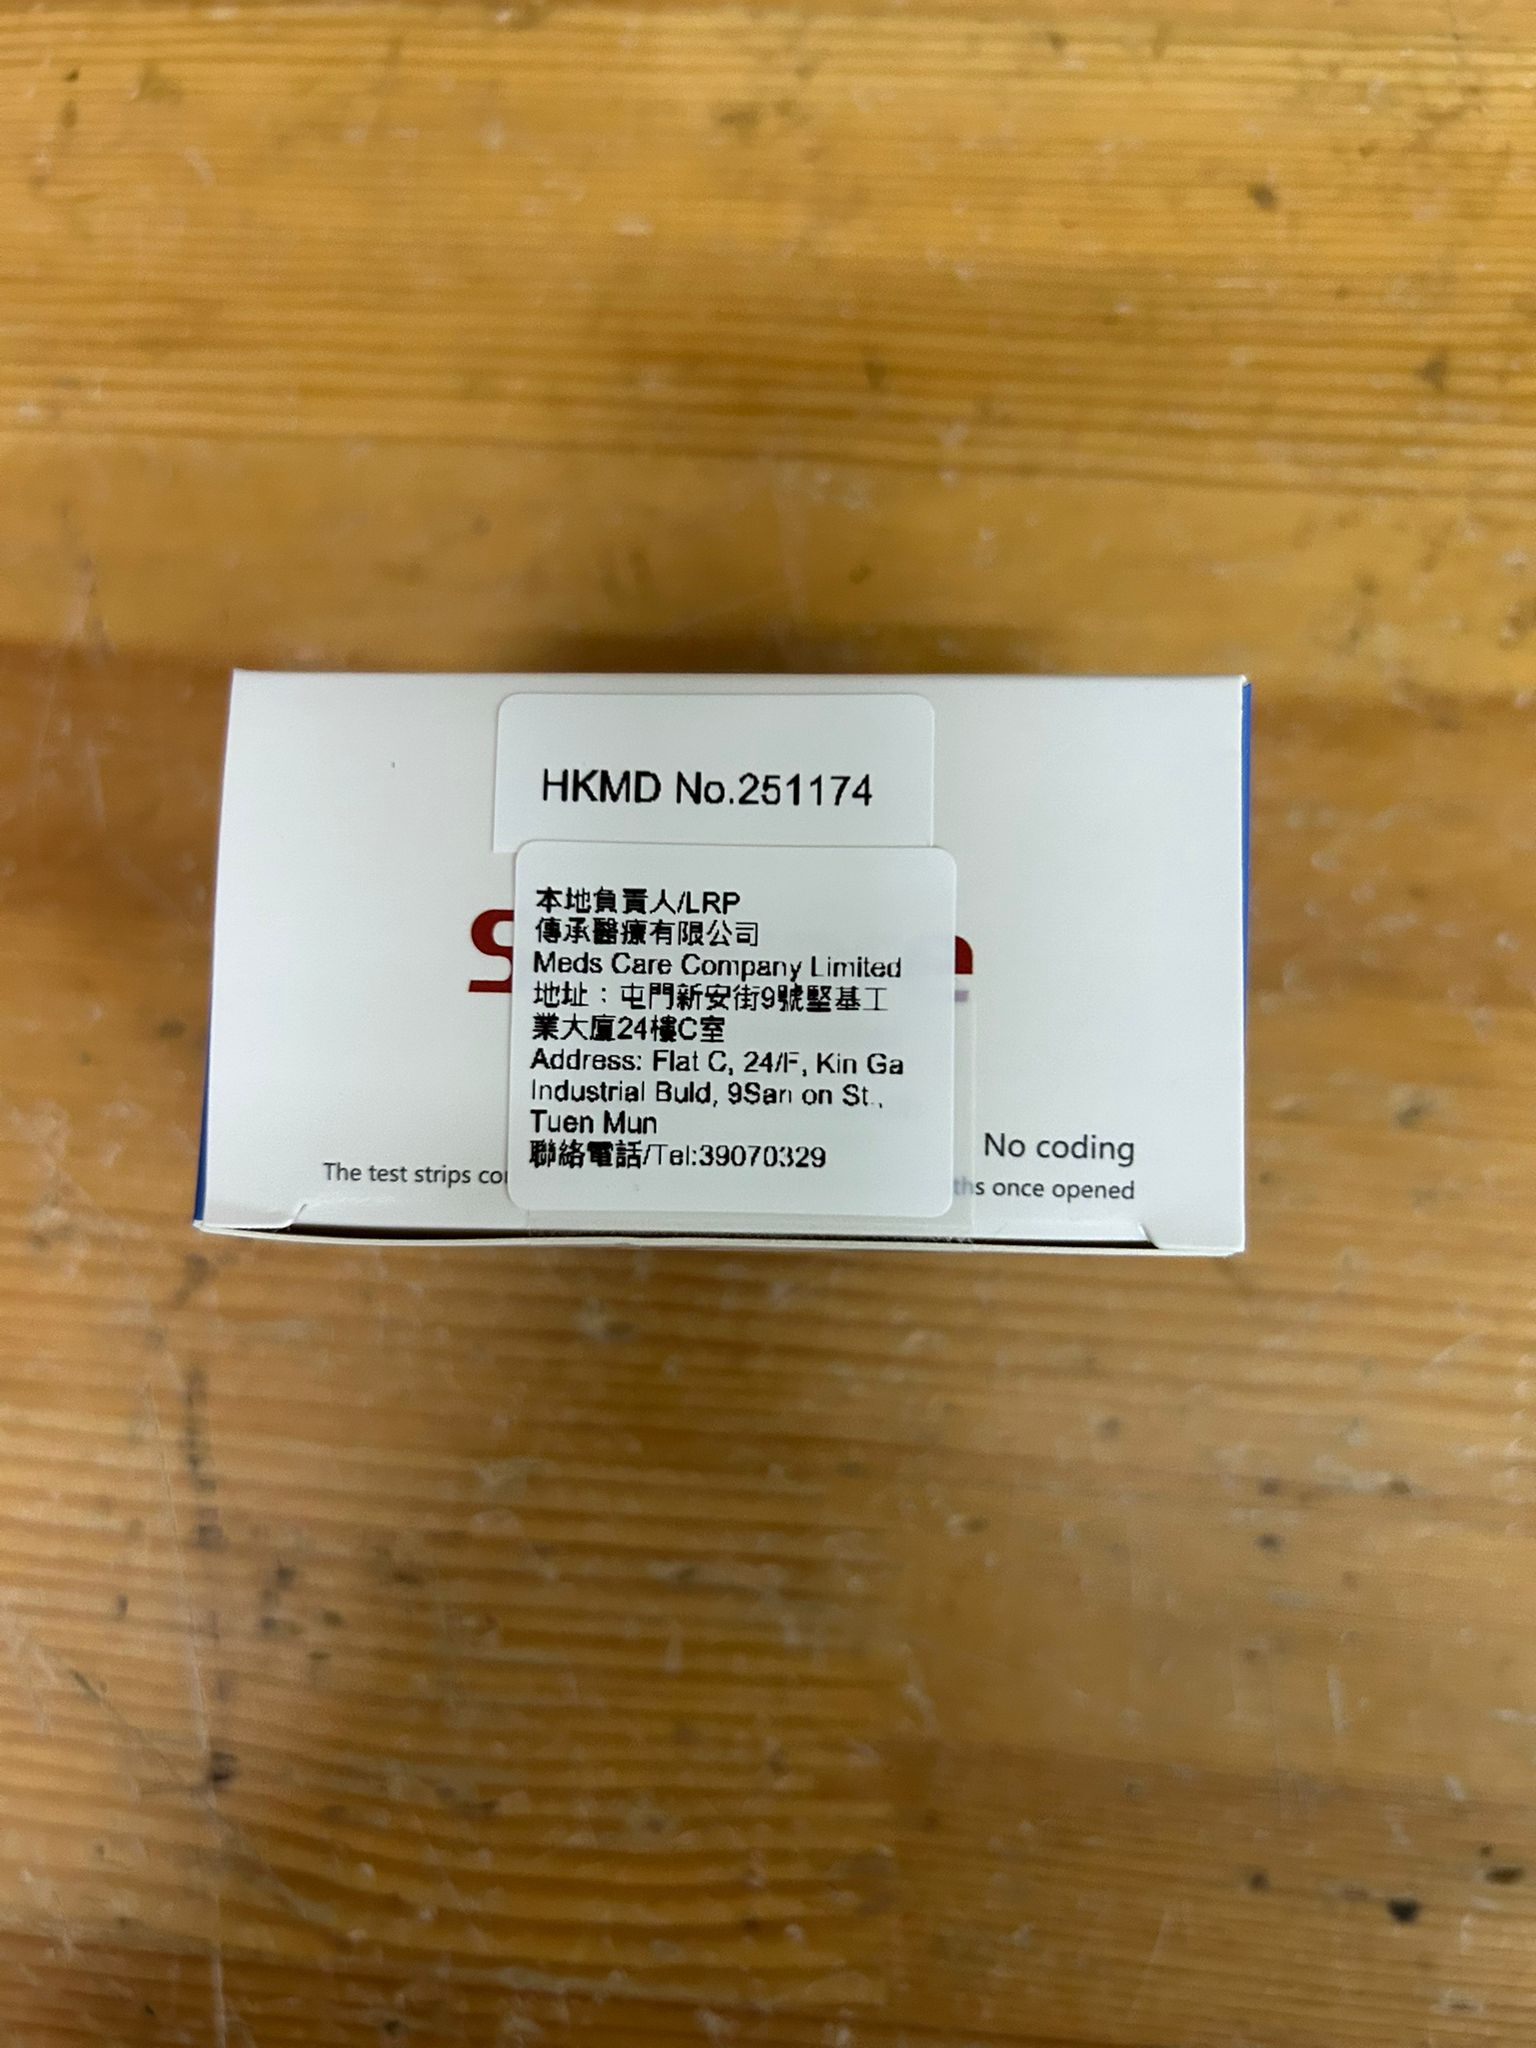 HKMD No.251174
本地負責人/LRP
傳承醫療有限公司
Meds Care Company Limited
地址：屯門新安街9號堅基工
業大廈24樓C室
Address: Flat C, 24/F, Kin Ga
Industrial Buld, 9San on St.,
Tuen Mun
聯絡電話/Tel:39070329
No coding
The test strips
once opened